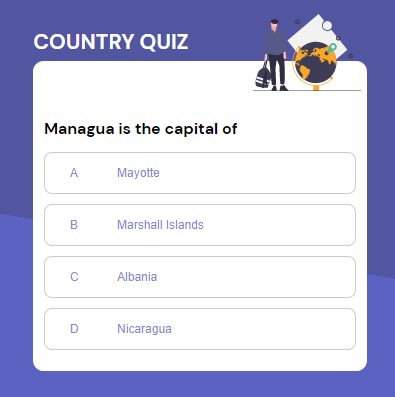 COUNTRY QUIZ
Managua is the capital of
A Mayotte
B Marshall Islands
C Albania
D Nicaragua